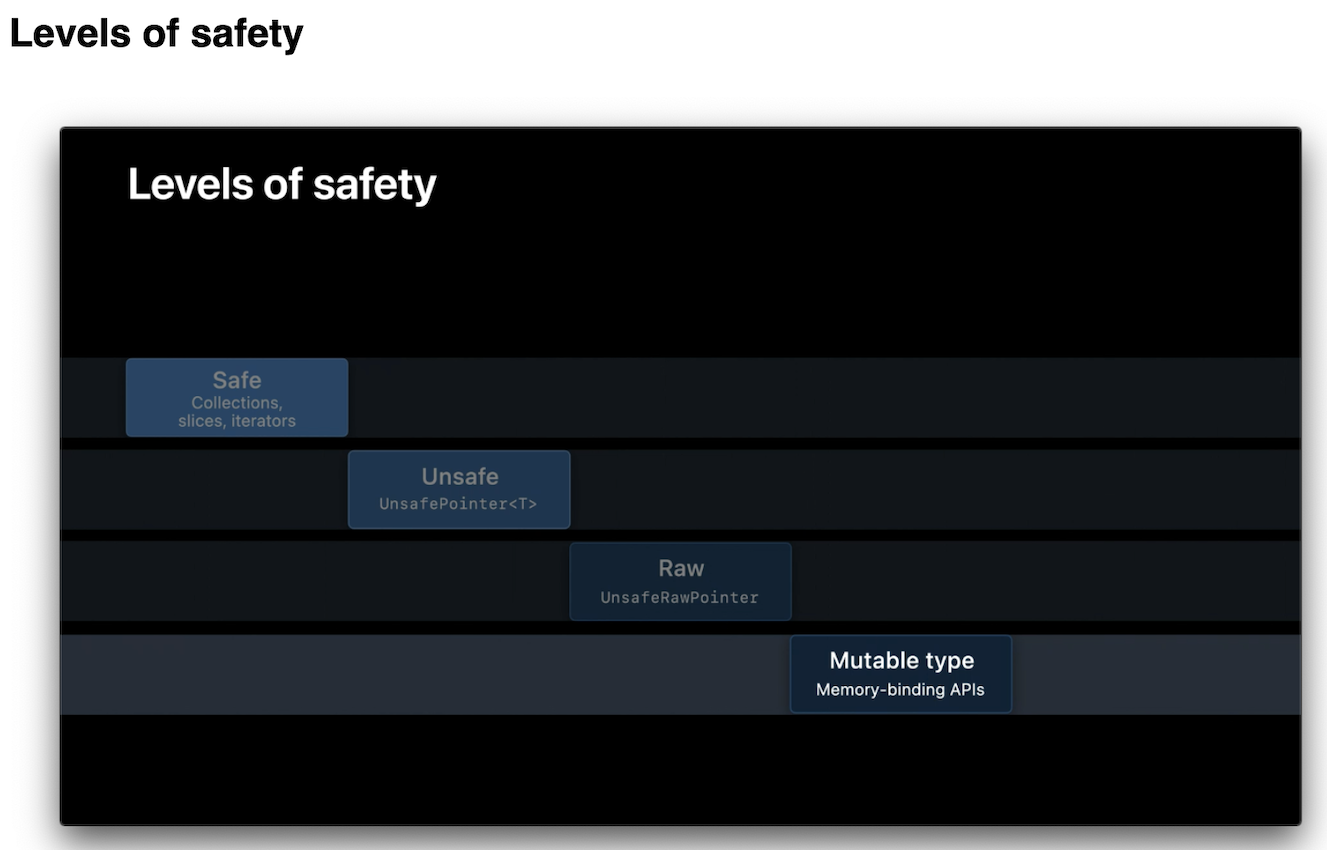 Levels of safety
Levels of safety
Safe
Collections,
slices, iterators
Unsafe
UnsafePointer<T>
Raw
UnsafeRawPointer
Mutable type
Memory-binding APIs